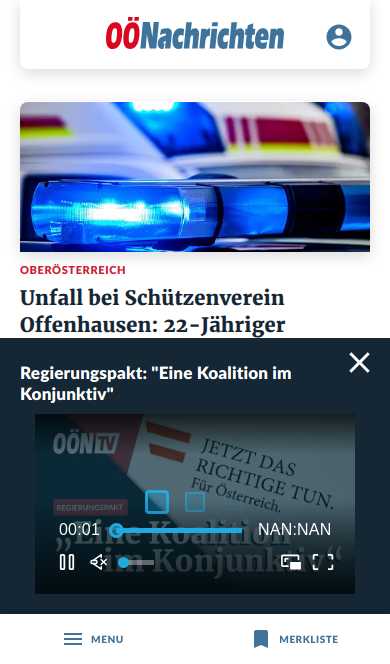 OÖNachrichten
OBERÖSTERREICH
Unfall bei Schützenverein
Offenhausen: 22-Jähriger
Regierungspakt: "Eine Koalition im
Konjunktiv"
OÖN TV
JETZT DAS
RICHTIGE TUN.
Für Österreich.
REGIERUNGSPAKT
„Eine Koalition
im Konjunktiv“
00:01
NAN:NAN
MENU
MERKLISTE